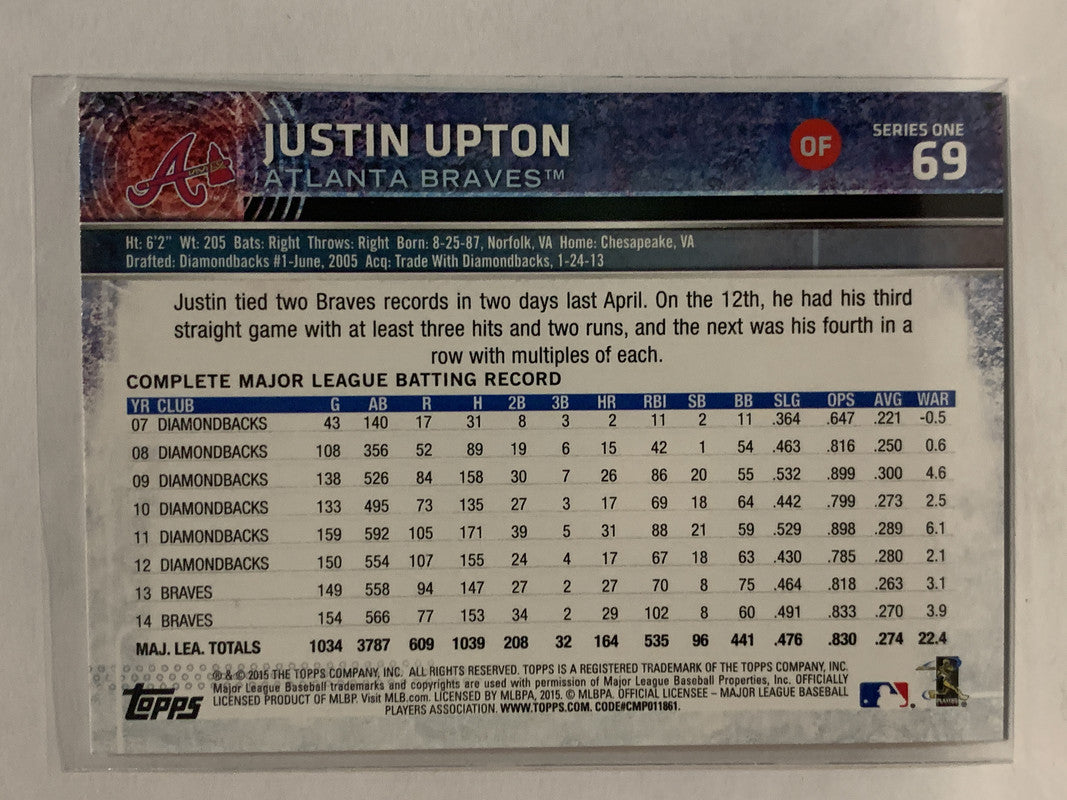 JUSTIN UPTON
ATLANTA BRAVES™
OF
SERIES ONE
69
Ht: 6'2" Wt: 205 Bats: Right Throws: Right Born: 8-25-87, Norfolk, VA Home: Chesapeake, VA
Drafted: Diamondbacks #1-June, 2005 Acq: Trade With Diamondbacks, 1-24-13
Justin tied two Braves records in two days last April. On the 12th, he had his third
straight game with at least three hits and two runs, and the next was his fourth in a
row with multiples of each.
COMPLETE MAJOR LEAGUE BATTING RECORD
YR CLUB G AB R H 2B 3B HR RBI SB BB SLG OPS AVG WAR
07 DIAMONDBACKS 43 140 17 31 8 3 2 11 2 11 .364 .647 .221 -0.5
08 DIAMONDBACKS 108 356 52 89 19 6 15 42 1 54 .463 .816 .250 0.6
09 DIAMONDBACKS 138 526 84 158 30 7 26 86 20 55 .532 .899 .300 4.6
10 DIAMONDBACKS 133 495 73 135 27 3 17 69 18 64 .442 .799 .273 2.5
11 DIAMONDBACKS 159 592 105 171 39 5 31 88 21 59 .529 .898 .289 6.1
12 DIAMONDBACKS 150 554 107 155 24 4 17 67 18 63 .430 .785 .280 2.1
13 BRAVES 149 558 94 147 27 2 27 70 8 75 .464 .818 .263 3.1
14 BRAVES 154 566 77 153 34 2 29 102 8 60 .491 .833 .270 3.9
MAJ. LEA. TOTALS 1034 3787 609 1039 208 32 164 535 96 441 .476 .830 .274 22.4
® & © 2015 THE TOPPS COMPANY, INC. ALL RIGHTS RESERVED. TOPPS IS A REGISTERED TRADEMARK OF THE TOPPS COMPANY, INC.
Major League Baseball trademarks and copyrights are used with permission of Major League Baseball Properties, Inc. OFFICIALLY
LICENSED PRODUCT OF MLBP. Visit MLB.com. LICENSED BY MLBPA, 2015. © MLBPA. OFFICIAL LICENSEE – MAJOR LEAGUE BASEBALL
PLAYERS ASSOCIATION. WWW.TOPPS.COM. CODE#CMP011861.
Topps